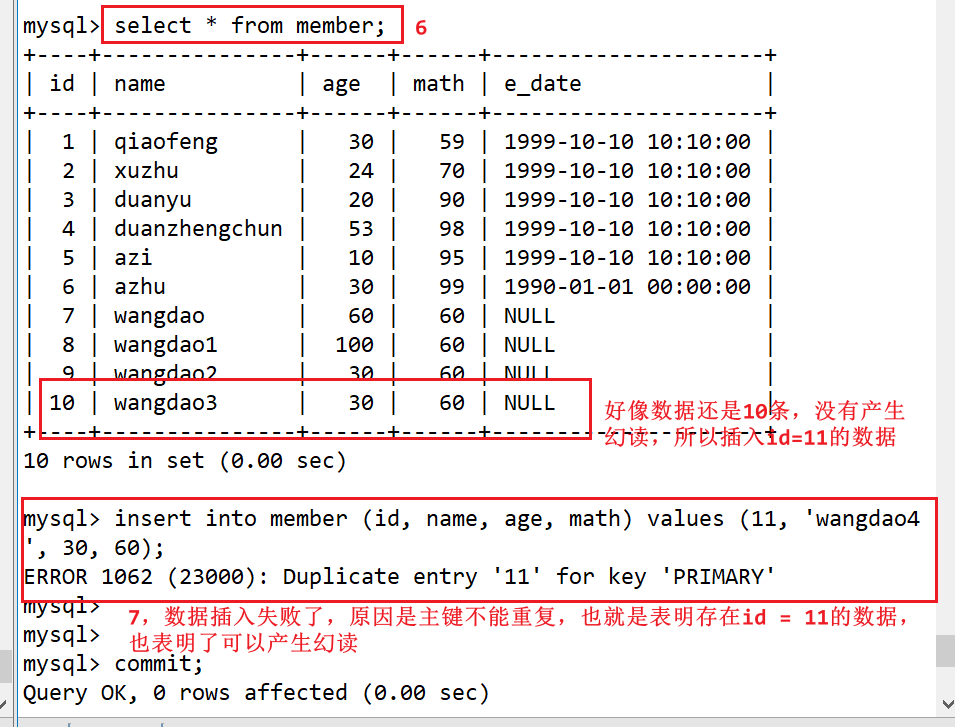 mysql> select * from member; 6
+----+---------------+------+------+---------------------+
| id | name | age | math | e_date |
+----+---------------+------+------+---------------------+
| 1 | qiaofeng | 30 | 59 | 1999-10-10 10:10:00 |
| 2 | xuzhu | 24 | 70 | 1999-10-10 10:10:00 |
| 3 | duanyu | 20 | 90 | 1999-10-10 10:10:00 |
| 4 | duanzhengchun | 53 | 98 | 1999-10-10 10:10:00 |
| 5 | azi | 10 | 95 | 1999-10-10 10:10:00 |
| 6 | azhu | 30 | 99 | 1990-01-01 00:00:00 |
| 7 | wangdao | 60 | 60 | NULL |
| 8 | wangdao1 | 100 | 60 | NULL |
| 9 | wangdao2 | 30 | 60 | NULL |
| 10 | wangdao3 | 30 | 60 | NULL |
+----+---------------+------+------+---------------------+
好像数据还是10条，没有产生
幻读；所以插入id=11的数据
10 rows in set (0.00 sec)
mysql> insert into member (id, name, age, math) values (11, 'wangdao4
', 30, 60);
ERROR 1062 (23000): Duplicate entry '11' for key 'PRIMARY'
mysql>
7，数据插入失败了，原因是主键不能重复，也就是表明存在id = 11的数据，
mysql>
也表明了可以产生幻读
mysql> commit;
Query OK, 0 rows affected (0.00 sec)